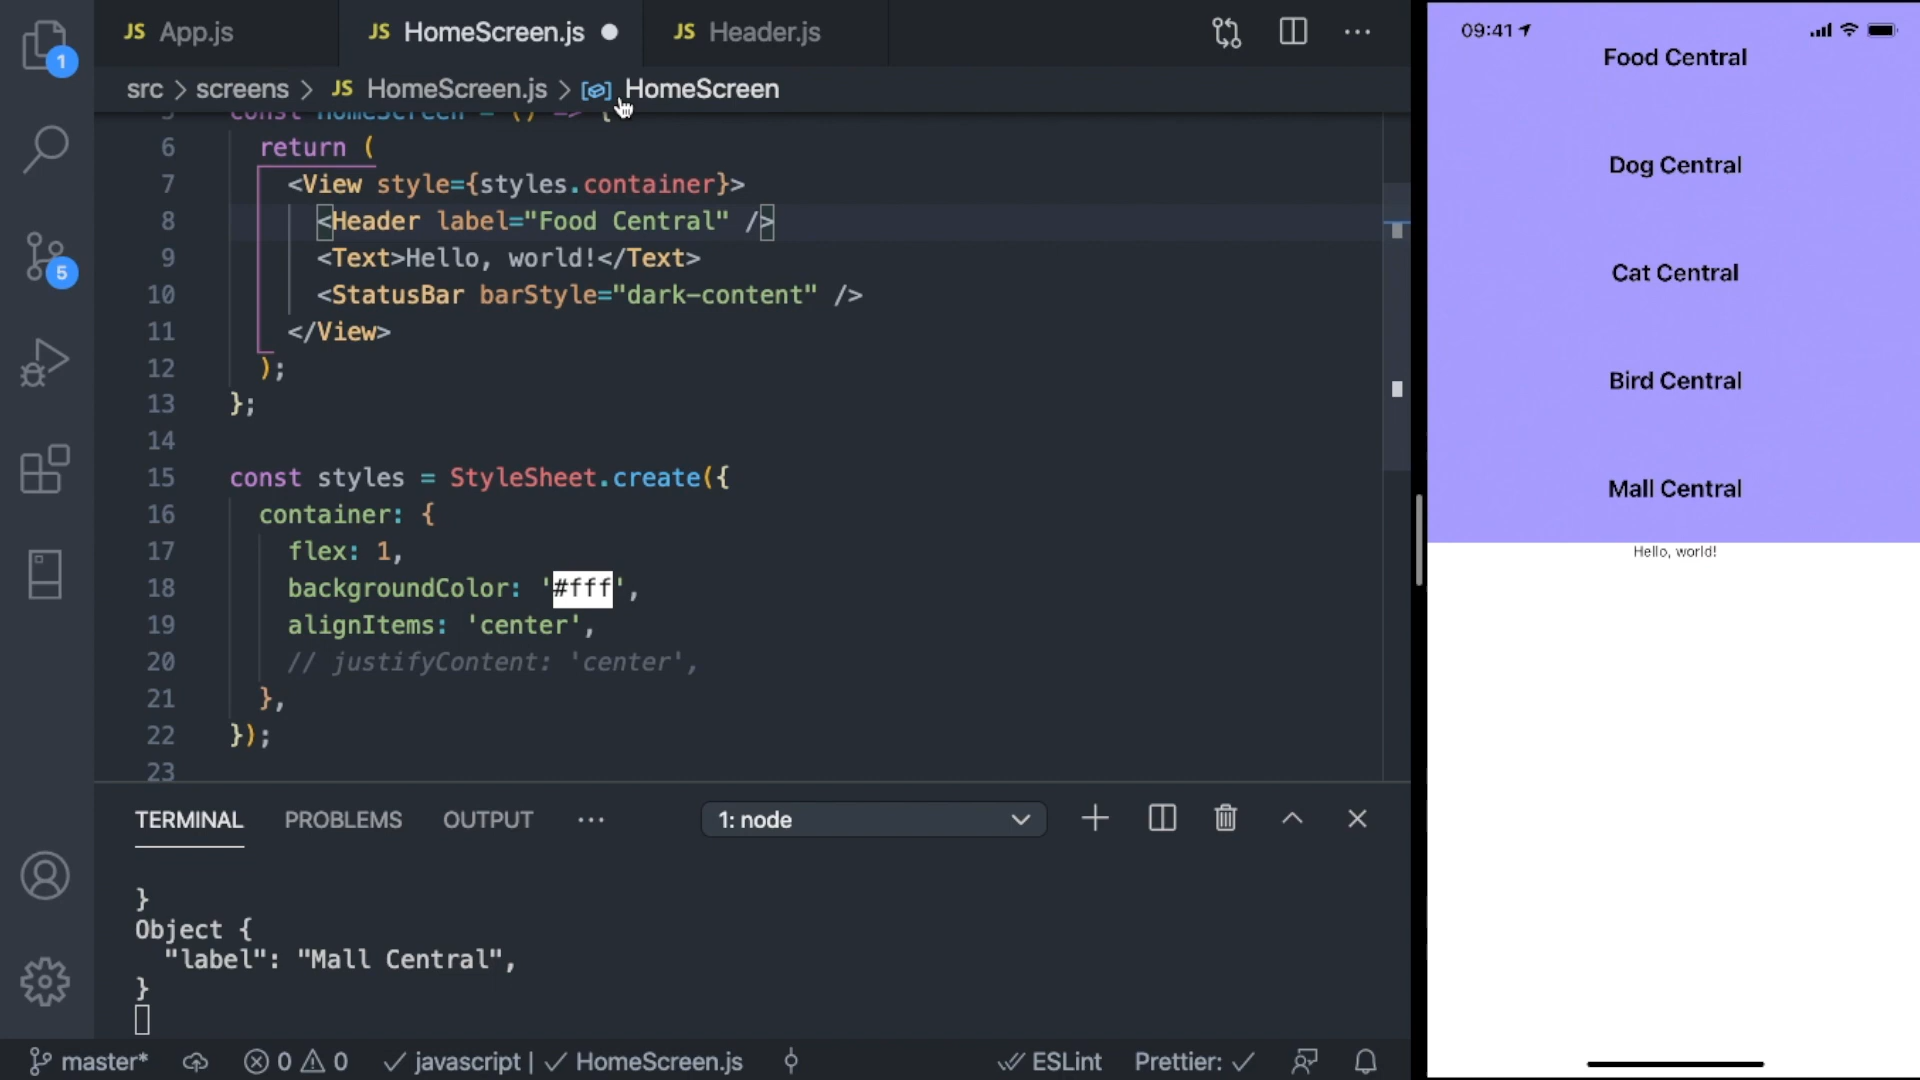 1
5
JS App.js
JS HomeScreen.js
JS Header.js
src > screens > JS HomeScreen.js > HomeScreen
5 const HomeScreen = () => {
6 return (
7 <View style={styles.container}>
8 <Header label="Food Central" />
9 <Text>Hello, world!</Text>
10 <StatusBar barStyle="dark-content" />
11 </View>
12 );
13 };
14
15 const styles = StyleSheet.create({
16 container: {
17 flex: 1,
18 backgroundColor: '#fff',
19 alignItems: 'center',
20 // justifyContent: 'center',
21 },
22 });
23
TERMINAL PROBLEMS OUTPUT ··· 1: node
}
Object {
"label": "Mall Central",
}
master* 0 0 javascript | HomeScreen.js ESLint Prettier:
09:41
Food Central
Dog Central
Cat Central
Bird Central
Mall Central
Hello, world!